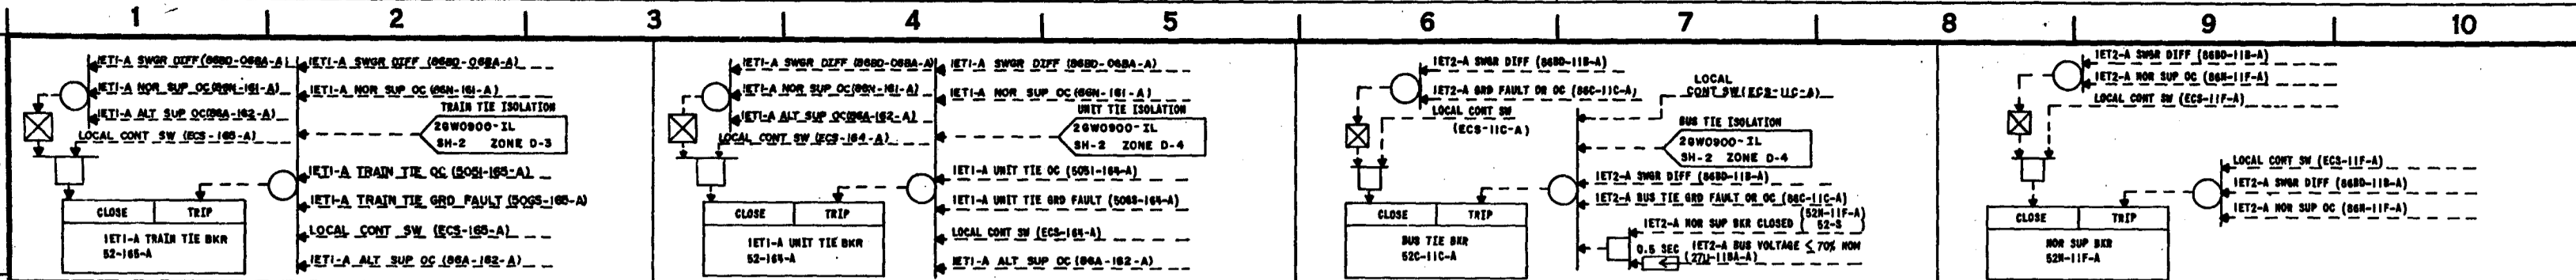 1 2 3 4 5 6 7 8 9 10
1ET1-A SWGR DIFF (86BD-06BA-A)
1ET1-A NOR SUP OC (86N-161-A)
1ET1-A ALT SUP OC (86A-162-A)
LOCAL CONT SW (ECS-165-A)
CLOSE TRIP
1ET1-A TRAIN TIE BKR
52-165-A
1ET1-A SWGR DIFF (86BD-06BA-A)
1ET1-A NOR SUP OC (86N-161-A)
TRAIN TIE ISOLATION
2GW0900-IL
SH-2 ZONE D-3
1ET1-A TRAIN TIE OC (5051-165-A)
1ET1-A TRAIN TIE GRD FAULT (50GS-165-A)
LOCAL CONT SW (ECS-165-A)
1ET1-A ALT SUP OC (86A-162-A)
1ET1-A SWGR DIFF (86BD-06BA-A)
1ET1-A NOR SUP OC (86N-161-A)
1ET1-A ALT SUP OC (86A-162-A)
LOCAL CONT SW (ECS-164-A)
CLOSE TRIP
1ET1-A UNIT TIE BKR
52-164-A
1ET1-A SWGR DIFF (86BD-06BA-A)
1ET1-A NOR SUP OC (86N-161-A)
UNIT TIE ISOLATION
2GW0900-IL
SH-2 ZONE D-4
1ET1-A UNIT TIE OC (5051-164-A)
1ET1-A UNIT TIE GRD FAULT (50GS-164-A)
LOCAL CONT SW (ECS-164-A)
1ET1-A ALT SUP OC (86A-162-A)
1ET2-A SWGR DIFF (86BD-11B-A)
1ET2-A GRD FAULT OR OC (86C-11C-A)
LOCAL CONT SW
(ECS-11C-A)
CLOSE TRIP
BUS TIE BKR
52C-11C-A
LOCAL
CONT SW (ECS-11C-A)
BUS TIE ISOLATION
2GW0900-IL
SH-2 ZONE D-4
1ET2-A SWGR DIFF (86BD-11B-A)
1ET2-A BUS TIE GRD FAULT OR OC (86C-11C-A)
1ET2-A NOR SUP BKR CLOSED (52N-11F-A)
52-S
0.5 SEC 1ET2-A BUS VOLTAGE ≤ 70% NOM
(27U-11BA-A)
1ET2-A SWGR DIFF (86BD-11B-A)
1ET2-A NOR SUP OC (86N-11F-A)
LOCAL CONT SW (ECS-11F-A)
CLOSE TRIP
NOR SUP BKR
52N-11F-A
LOCAL CONT SW (ECS-11F-A)
1ET2-A SWGR DIFF (86BD-11B-A)
1ET2-A NOR SUP OC (86N-11F-A)